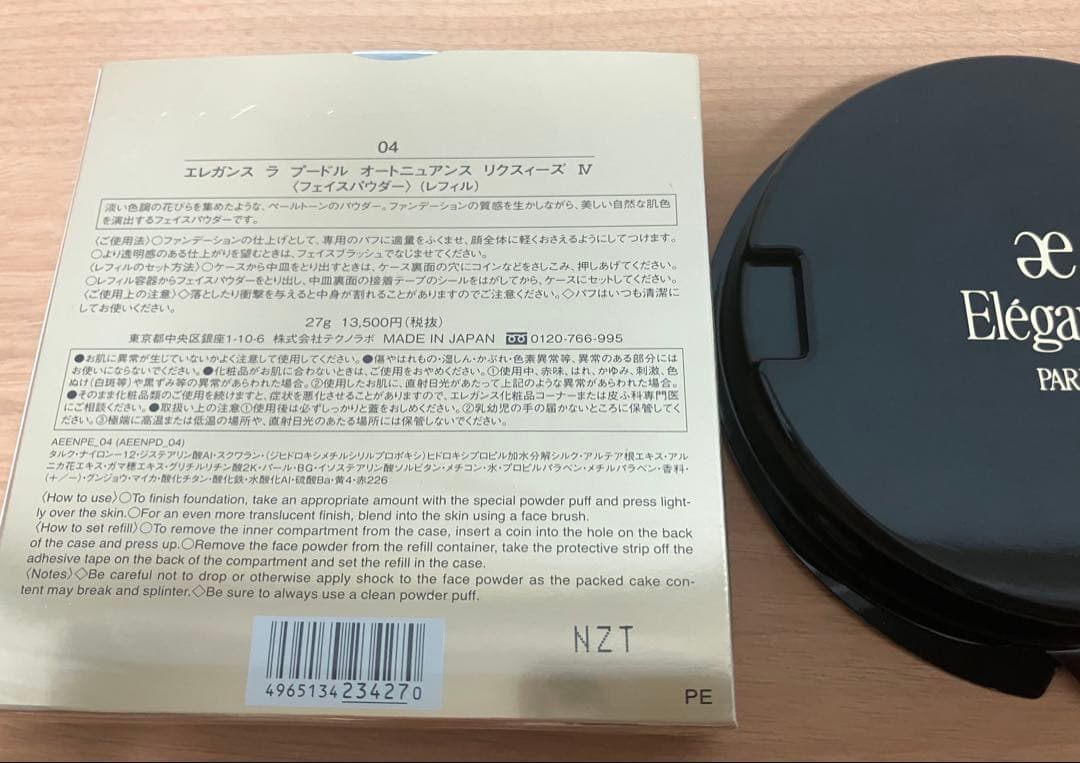 04
エレガンス ラ プードル オートニュアンス リクスィーズ Ⅳ
〈フェイスパウダー〉(レフィル)
淡い色調の花びらを集めたような、ペールトーンのパウダー。ファンデーションの質感を生かしながら、美しい自然な肌色
を演出するフェイスパウダーです。
〈ご使用法〉○ファンデーションの仕上げとして、専用のパフに適量をふくませ、顔全体に軽くおさえるようにしてつけます。
○より透明感のある仕上がりを望むときは、フェイスブラッシュでなじませてください。
〈レフィルのセット方法〉○ケースから中皿をとり出すときは、ケース裏面の穴にコインなどをさしこみ、押しあげてください。
○レフィル容器からフェイスパウダーをとり出し、中皿裏面の接着テープのシールをはがしてから、ケースにセットしてください。
〈ご使用上の注意〉◇落としたり衝撃を与えると中身が割れることがありますのでご注意ください。◇パフはいつも清潔に
してお使いください。
27g 13,500円(税抜)
東京都中央区銀座1-10-6 株式会社テクノラボ MADE IN JAPAN 0120-766-995
●お肌に異常が生じていないかよく注意して使用してください。●傷やはれもの・湿しん・かぶれ・色素異常等、異常のある部分には
お使いにならないでください。●化粧品がお肌に合わないときは、ご使用をおやめください。①使用中、赤味、はれ、かゆみ、刺激、色
ぬけ(白斑等)や黒ずみ等の異常があらわれた場合。②使用したお肌に、直射日光があたって上記のような異常があらわれた場合。
●そのまま化粧品類のご使用を続けますと、症状を悪化させることがありますので、エレガンス化粧品コーナーまたは皮ふ科専門医
にご相談ください。●取扱い上の注意①使用後は必ずしっかりと蓋をおしめください。②乳幼児の手の届かないところに保管してく
ださい。③極端に高温または低温の場所や、直射日光のあたる場所には保管しないでください。
AEENPE_04 (AEENPD_04)
タルク・ナイロン-12・ジステアリン酸Al・スクワラン・(ジヒドロキシメチルシリルプロポキシ)ヒドロキシプロピル加水分解シルク・アルテア根エキス・アル
ニカ花エキス・ガマ穂エキス・グリチルリチン酸2K・パール・BG・イソステアリン酸ソルビタン・メチコン・水・プロピルパラベン・メチルパラベン・香料・
(+/-)・グンジョウ・マイカ・酸化チタン・酸化鉄・水酸化Al・硫酸Ba・黄4・赤226
〈How to use〉○To finish foundation, take an appropriate amount with the special powder puff and press light-
ly over the skin.○For an even more translucent finish, blend into the skin using a face brush.
〈How to set refill〉○To remove the inner compartment from the case, insert a coin into the hole on the back
of the case and press up.○Remove the face powder from the refill container, take the protective strip off the
adhesive tape on the back of the compartment and set the refill in the case.
〈Notes〉◇Be careful not to drop or otherwise apply shock to the face powder as the packed cake con-
tent may break and splinter.◇Be sure to always use a clean powder puff.
4965134234270
NZT
PE
æ
Eléga
PAR